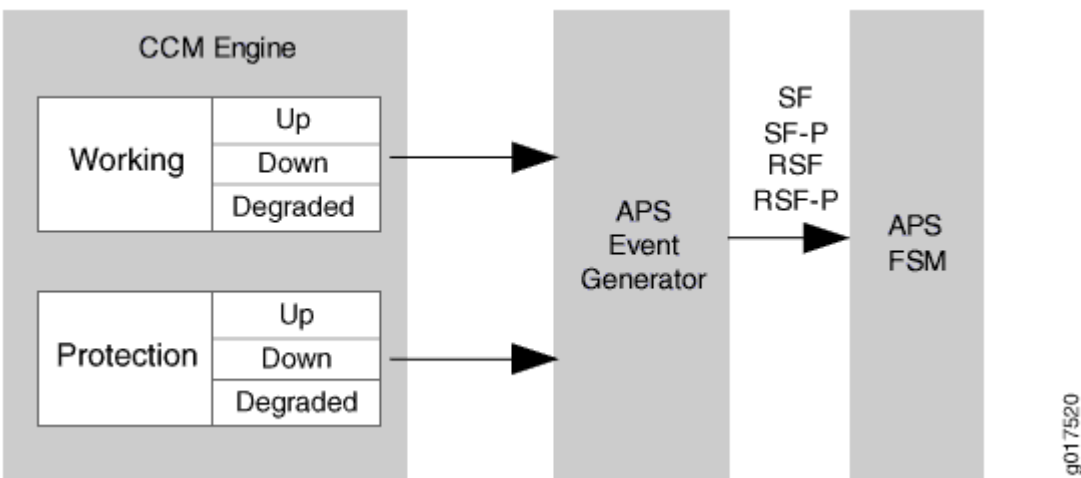 CCM Engine
Working
Up
Down
Degraded
Protection
Up
Down
Degraded
APS
Event
Generator
SF
SF-P
RSF
RSF-P
APS
FSM
g017520